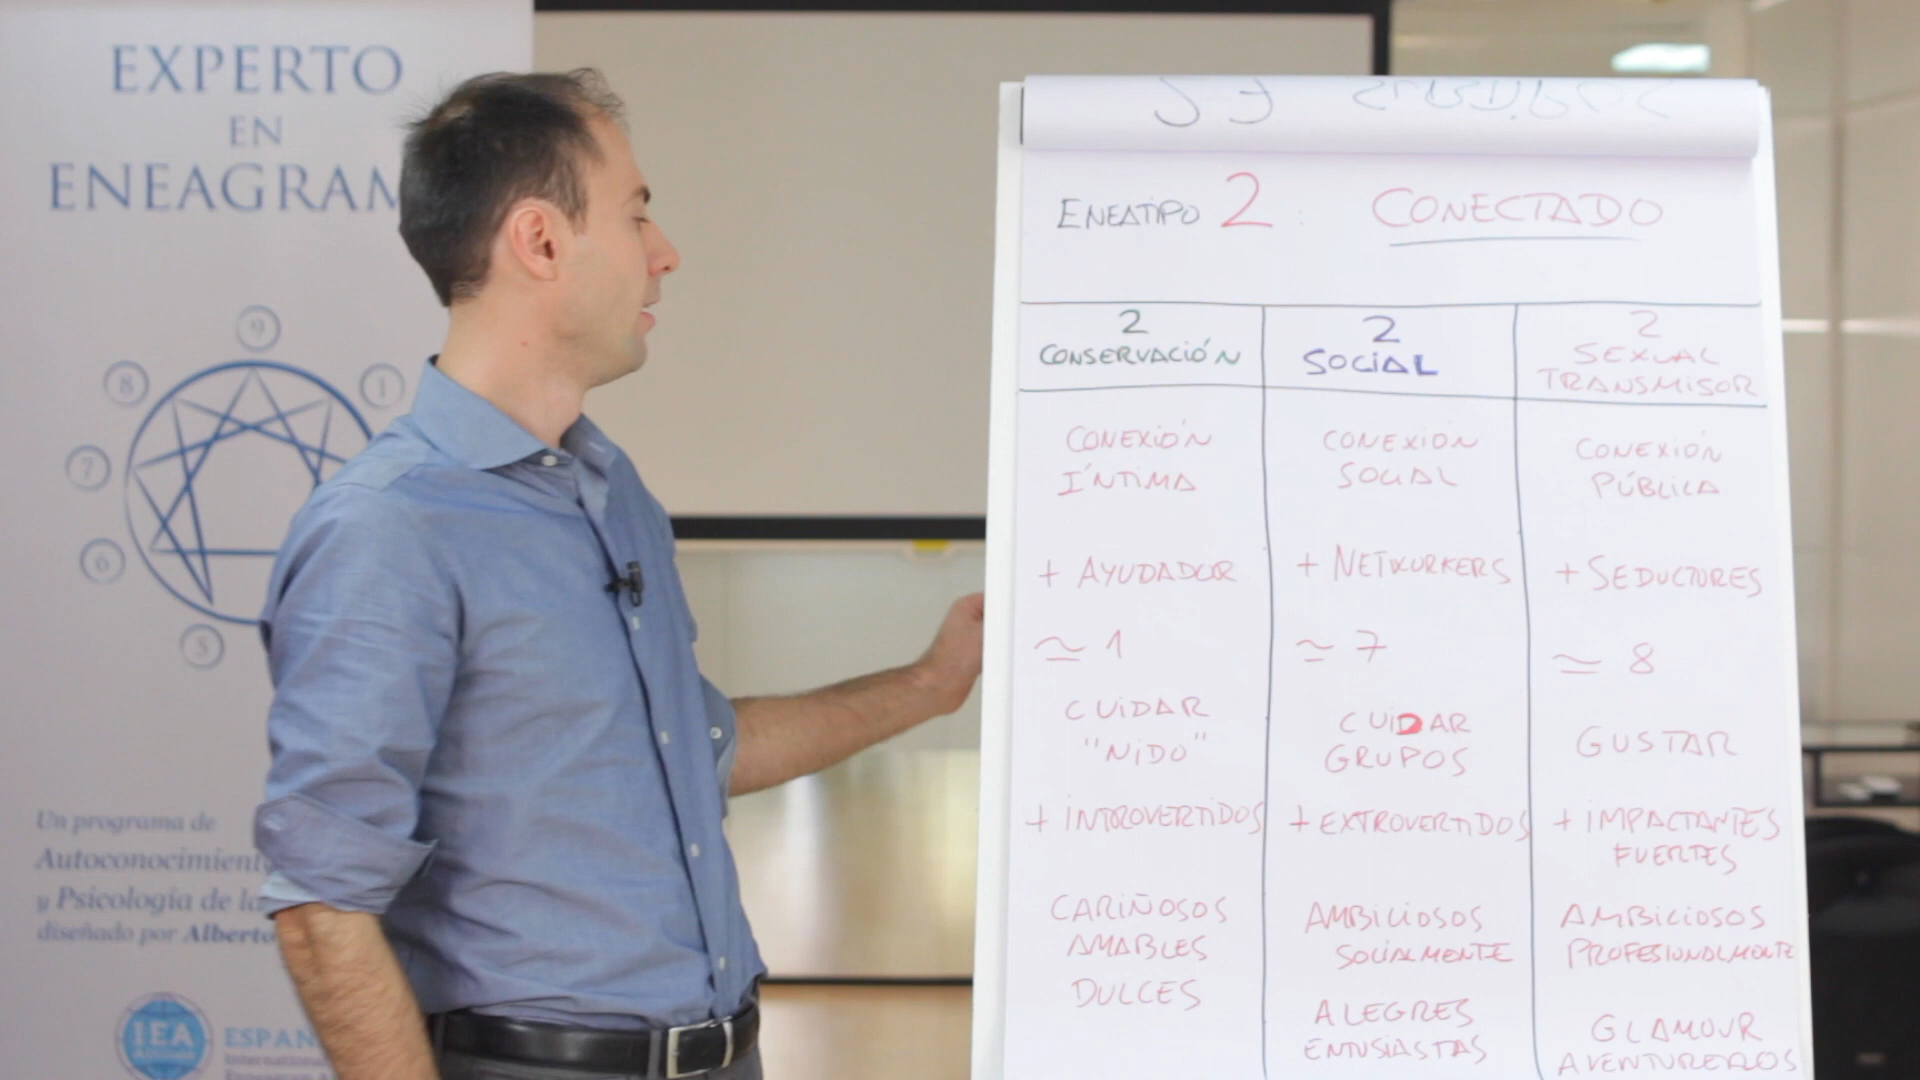 EXPERTO
EN
ENEAGRAM
9
8
1
7
6
5
Un programa de
Autoconocimient
y Psicología de la
diseñado por Alberto
IEA
ESPAÑ
ENEATIPO 2 : CONECTADO
2
CONSERVACIÓN
CONEXIÓN
ÍNTIMA
+ AYUDADOR
≃ 1
CUIDAR
"NIDO"
+ INTROVERTIDOS
CARIÑOSOS
AMABLES
DULCES
2
SOCIAL
CONEXIÓN
SOCIAL
+ NETWORKERS
≃ 7
CUIDAR
GRUPOS
+ EXTROVERTIDOS
AMBICIOSOS
SOCIALMENTE
ALEGRES
ENTUSIASTAS
2
SEXUAL
TRANSMISOR
CONEXIÓN
PÚBLICA
+ SEDUCTORES
≃ 8
GUSTAR
+ IMPACTANTES
FUERTES
AMBICIOSOS
PROFESIONALMENTE
GLAMOUR
AVENTUREROS